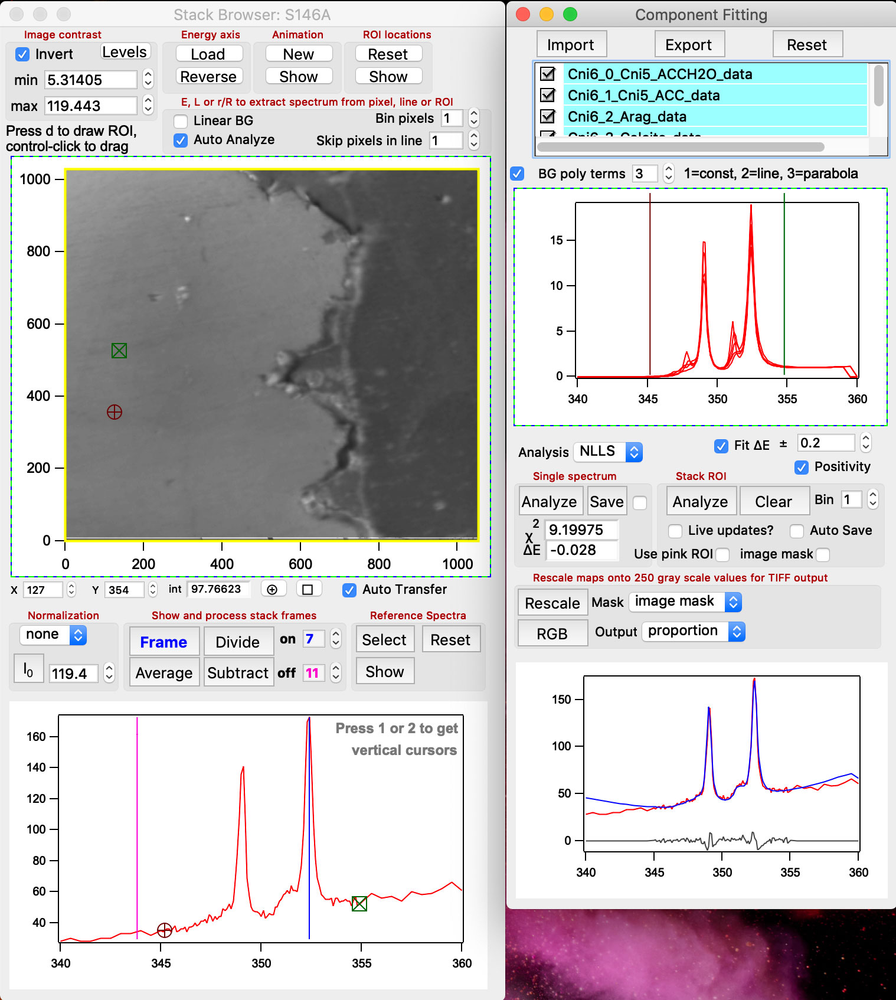 Stack Browser: S146A
Image contrast
Energy axis
Animation
ROI locations
Invert
Levels
Load
New
Reset
min 5.31405
Reverse
Show
Show
max 119.443
E, L or r/R to extract spectrum from pixel, line or ROI
Linear BG
Bin pixels 1
Press d to draw ROI,
control-click to drag
Auto Analyze
Skip pixels in line 1
1000
800
600
400
200
0
0 200 400 600 800 1000
X 127 Y 354 int 97.76623
Auto Transfer
Normalization
Show and process stack frames
Reference Spectra
none
Frame
Divide
on 7
Select
Reset
I0
119.4
Average
Subtract
off 11
Show
Press 1 or 2 to get
vertical cursors
160
140
120
100
80
60
40
340 345 350 355 360
Component Fitting
Import
Export
Reset
Cni6_0_Cni5_ACCH2O_data
Cni6_1_Cni5_ACC_data
Cni6_2_Arag_data
Cni6_3_Calcite_data
BG poly terms 3
1=const, 2=line, 3=parabola
15
10
5
0
340 345 350 355 360
Analysis NLLS
Fit ΔE ± 0.2
Positivity
Single spectrum
Stack ROI
Analyze
Save
Analyze
Clear
Bin 1
χ2 9.19975
Live updates?
Auto Save
ΔE -0.028
Use pink ROI
image mask
Rescale maps onto 250 gray scale values for TIFF output
Rescale
Mask image mask
RGB
Output proportion
150
100
50
0
340 345 350 355 360